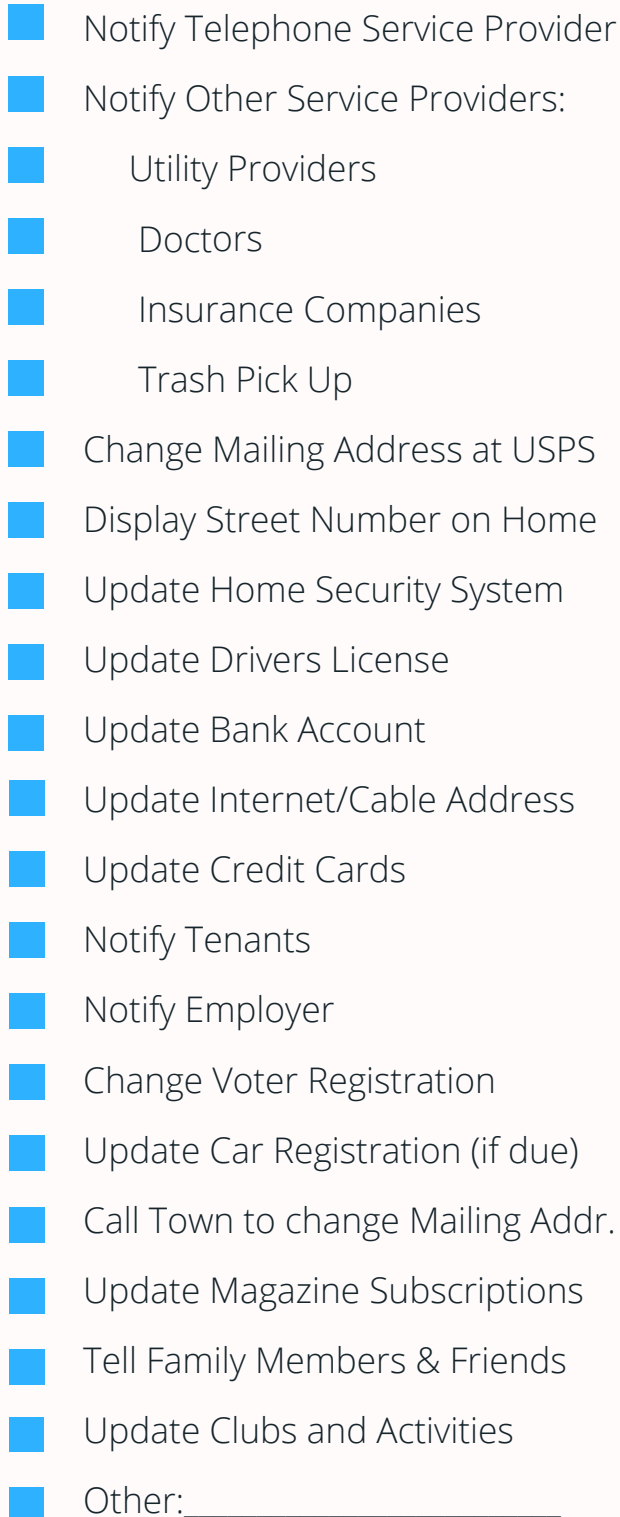 Notify Telephone Service Provider
Notify Other Service Providers:
Utility Providers
Doctors
Insurance Companies
Trash Pick Up
Change Mailing Address at USPS
Display Street Number on Home
Update Home Security System
Update Drivers License
Update Bank Account
Update Internet/Cable Address
Update Credit Cards
Notify Tenants
Notify Employer
Change Voter Registration
Update Car Registration (if due)
Call Town to change Mailing Addr.
Update Magazine Subscriptions
Tell Family Members & Friends
Update Clubs and Activities
Other:____________________